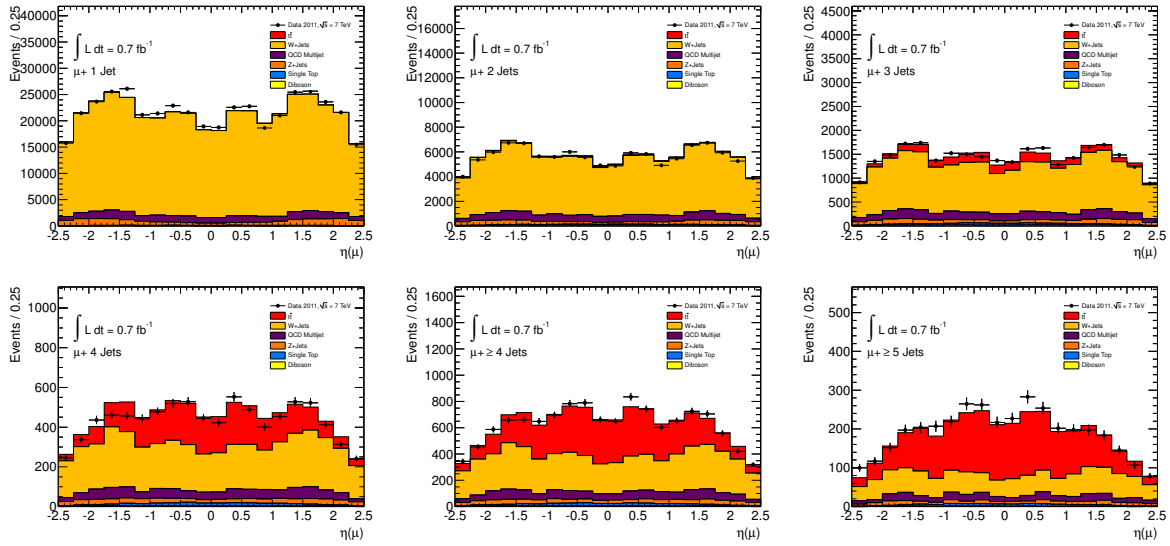 Events / 0.25
40000
35000
30000
25000
20000
15000
10000
5000
0
∫ L dt = 0.7 fb⁻¹
μ+ 1 Jet
Data 2011, √s = 7 TeV
tt̄
W+Jets
QCD Multijet
Z+Jets
Single Top
Diboson
-2.5 -2 -1.5 -1 -0.5 0 0.5 1 1.5 2 2.5
η(μ)
Events / 0.25
16000
14000
12000
10000
8000
6000
4000
2000
0
∫ L dt = 0.7 fb⁻¹
μ+ 2 Jets
Data 2011, √s = 7 TeV
tt̄
W+Jets
QCD Multijet
Z+Jets
Single Top
Diboson
-2.5 -2 -1.5 -1 -0.5 0 0.5 1 1.5 2 2.5
η(μ)
Events / 0.25
4500
4000
3500
3000
2500
2000
1500
1000
500
0
∫ L dt = 0.7 fb⁻¹
μ+ 3 Jets
Data 2011, √s = 7 TeV
tt̄
W+Jets
QCD Multijet
Z+Jets
Single Top
Diboson
-2.5 -2 -1.5 -1 -0.5 0 0.5 1 1.5 2 2.5
η(μ)
Events / 0.25
1000
800
600
400
200
0
∫ L dt = 0.7 fb⁻¹
μ+ 4 Jets
Data 2011, √s = 7 TeV
tt̄
W+Jets
QCD Multijet
Z+Jets
Single Top
Diboson
-2.5 -2 -1.5 -1 -0.5 0 0.5 1 1.5 2 2.5
η(μ)
Events / 0.25
1600
1400
1200
1000
800
600
400
200
0
∫ L dt = 0.7 fb⁻¹
μ+ ≥ 4 Jets
Data 2011, √s = 7 TeV
tt̄
W+Jets
QCD Multijet
Z+Jets
Single Top
Diboson
-2.5 -2 -1.5 -1 -0.5 0 0.5 1 1.5 2 2.5
η(μ)
Events / 0.25
500
400
300
200
100
0
∫ L dt = 0.7 fb⁻¹
μ+ ≥ 5 Jets
Data 2011, √s = 7 TeV
tt̄
W+Jets
QCD Multijet
Z+Jets
Single Top
Diboson
-2.5 -2 -1.5 -1 -0.5 0 0.5 1 1.5 2 2.5
η(μ)